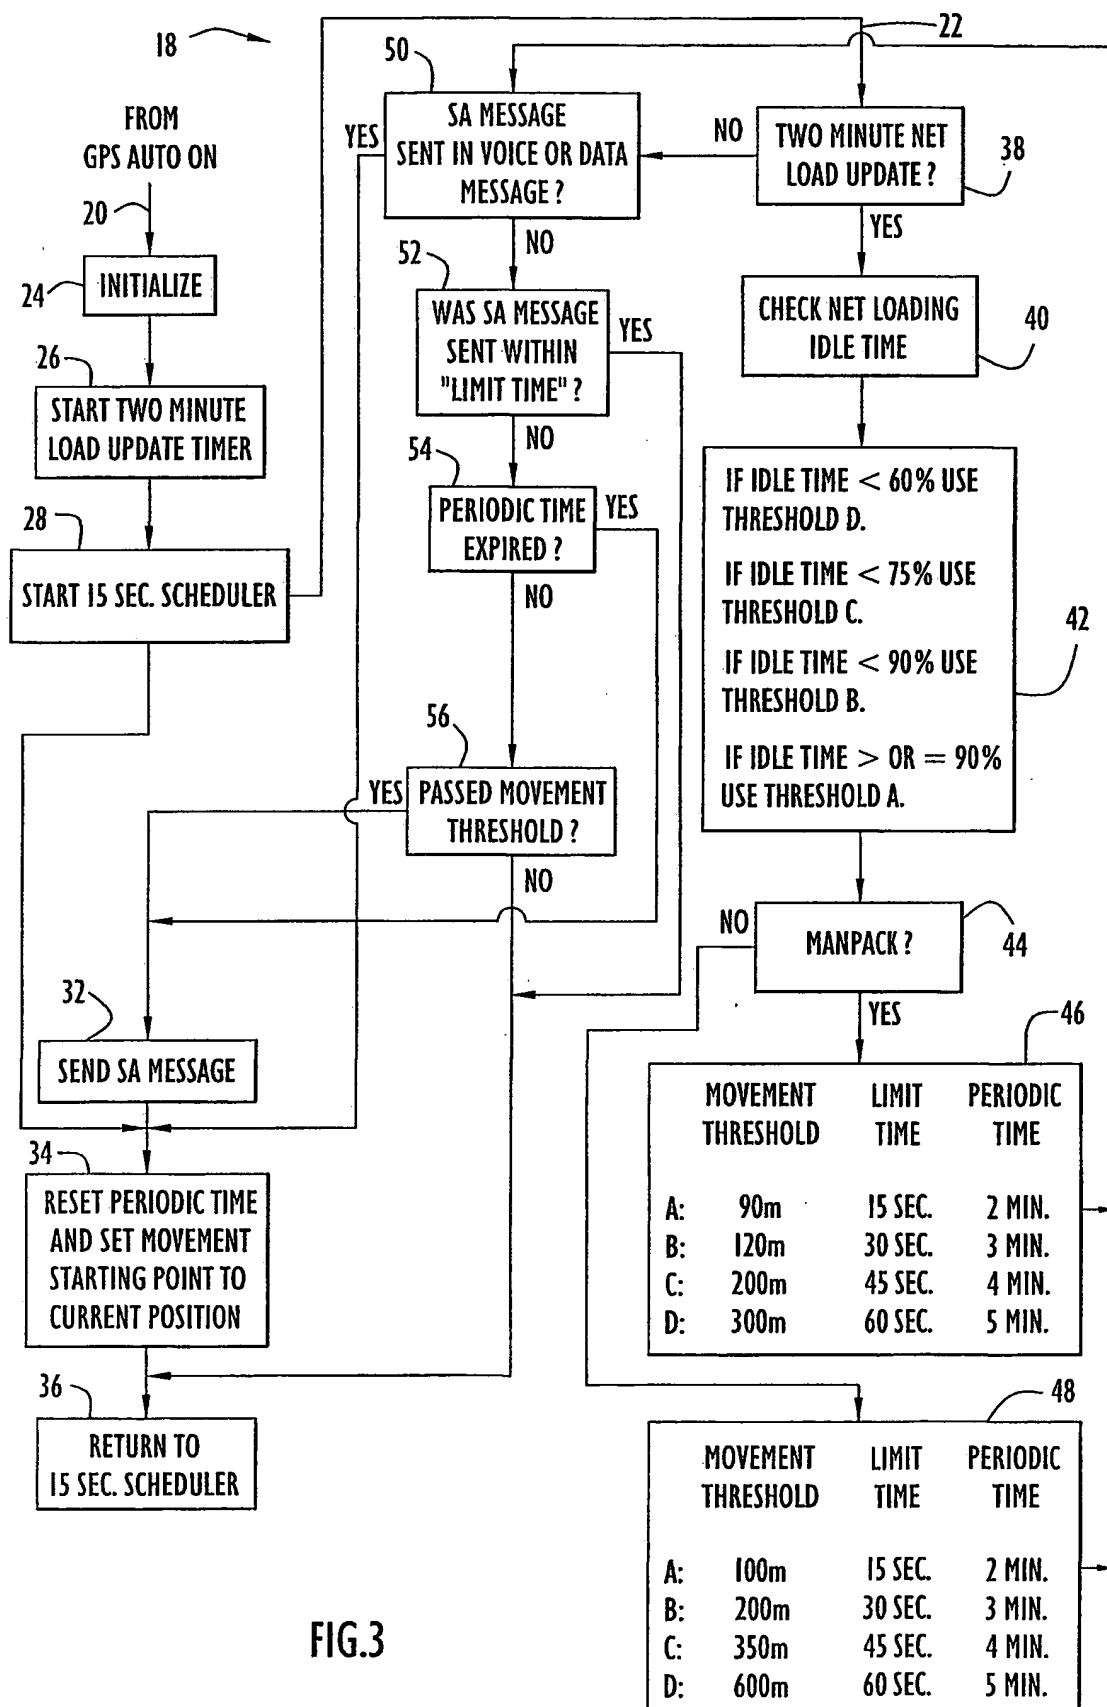 18
FROM
GPS AUTO ON
20
24
INITIALIZE
26
START TWO MINUTE
LOAD UPDATE TIMER
28
START 15 SEC. SCHEDULER
22
50
SA MESSAGE
SENT IN VOICE OR DATA
MESSAGE ?
YES
NO
NO
TWO MINUTE NET
LOAD UPDATE ?
38
YES
52
WAS SA MESSAGE
SENT WITHIN
"LIMIT TIME" ?
YES
NO
CHECK NET LOADING
IDLE TIME
40
54
PERIODIC TIME
EXPIRED ?
YES
NO
IF IDLE TIME < 60% USE
THRESHOLD D.
IF IDLE TIME < 75% USE
THRESHOLD C.
IF IDLE TIME < 90% USE
THRESHOLD B.
IF IDLE TIME > OR = 90%
USE THRESHOLD A.
42
56
YES
PASSED MOVEMENT
THRESHOLD ?
NO
NO
MANPACK ?
44
YES
32
SEND SA MESSAGE
34
RESET PERIODIC TIME
AND SET MOVEMENT
STARTING POINT TO
CURRENT POSITION
36
RETURN TO
15 SEC. SCHEDULER
46
MOVEMENT LIMIT PERIODIC
THRESHOLD TIME TIME
A: 90m 15 SEC. 2 MIN.
B: 120m 30 SEC. 3 MIN.
C: 200m 45 SEC. 4 MIN.
D: 300m 60 SEC. 5 MIN.
48
MOVEMENT LIMIT PERIODIC
THRESHOLD TIME TIME
A: 100m 15 SEC. 2 MIN.
B: 200m 30 SEC. 3 MIN.
C: 350m 45 SEC. 4 MIN.
D: 600m 60 SEC. 5 MIN.
FIG.3